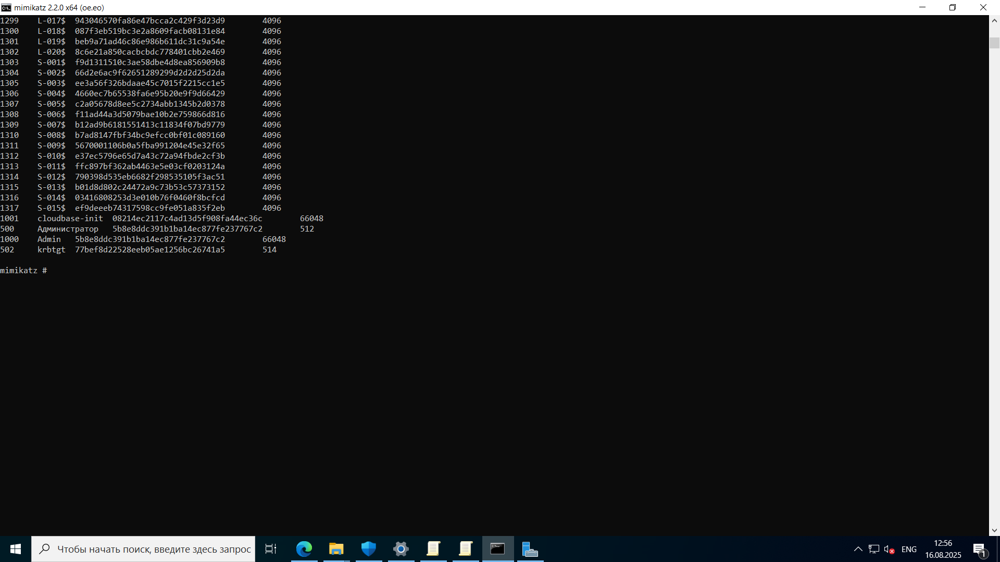 mimikatz 2.2.0 x64 (oe.eo)
1299 L-017$ 943046570fa86e47bcca2c429f3d23d9 4096
1300 L-018$ 087f3eb519bc3e2a8609facb08131e84 4096
1301 L-019$ beb9a71ad46c86e986b611dc31c9a54e 4096
1302 L-020$ 8c6e21a850cacbcbdc778401cbb2e469 4096
1303 S-001$ f9d1311510c3ae58dbe4d8ea856909b8 4096
1304 S-002$ 66d2e6ac9f62651289299d2d2d25d2da 4096
1305 S-003$ ee3a56f326bdaae45c7015f2215cc1e5 4096
1306 S-004$ 4660ec7b65538fa6e95b20e9f9d66429 4096
1307 S-005$ c2a05678d8ee5c2734abb1345b2d0378 4096
1308 S-006$ f11ad44a3d5079bae10b2e759866d816 4096
1309 S-007$ b12ad9b6181551413c11834f07bd9779 4096
1310 S-008$ b7ad8147fbf34bc9efcc0bf01c089160 4096
1311 S-009$ 5670001106b0a5fba991204e45e32f65 4096
1312 S-010$ e37ec5796e65d7a43c72a94fbde2cf3b 4096
1313 S-011$ ffc897bf362ab4463e5e03cf0203124a 4096
1314 S-012$ 790398d535eb6682f298535105f3ac51 4096
1315 S-013$ b01d8d802c24472a9c73b53c57373152 4096
1316 S-014$ 03416808253d3e010b76f0460f8bcfcd 4096
1317 S-015$ ef9deeeb74317598cc9fe051a835f2eb 4096
1001 cloudbase-init 08214ec2117c4ad13d5f908fa44ec36c 66048
500 Администратор 5b8e8ddc391b1ba14ec877fe237767c2 512
1000 Admin 5b8e8ddc391b1ba14ec877fe237767c2 66048
502 krbtgt 77bef8d22528eeb05ae1256bc26741a5 514
mimikatz #
Чтобы начать поиск, введите здесь запрос
ENG
12:56
16.08.2025
1